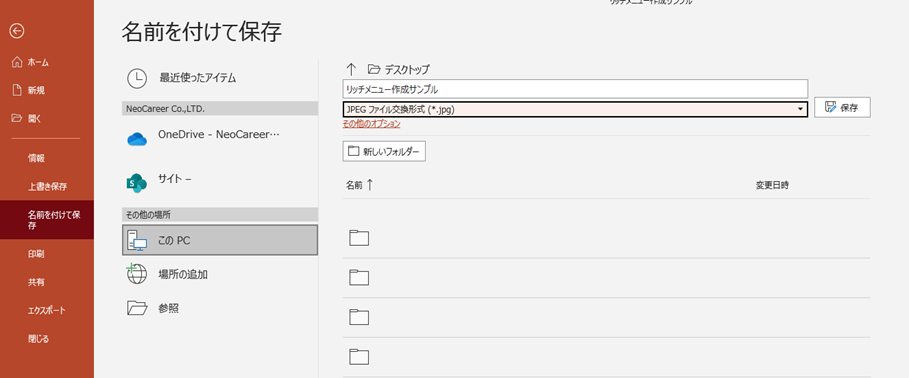 リッチメニュー作成サンプル
名前を付けて保存
ホーム
新規
開く
情報
上書き保存
名前を付けて保
存
印刷
共有
エクスポート
閉じる
最近使ったアイテム
NeoCareer Co.,LTD.
OneDrive - NeoCareer…
サイト –
その他の場所
この PC
場所の追加
参照
↑ デスクトップ
リッチメニュー作成サンプル
JPEG ファイル交換形式 (*.jpg)
保存
その他のオプション
新しいフォルダー
名前 ↑ 変更日時